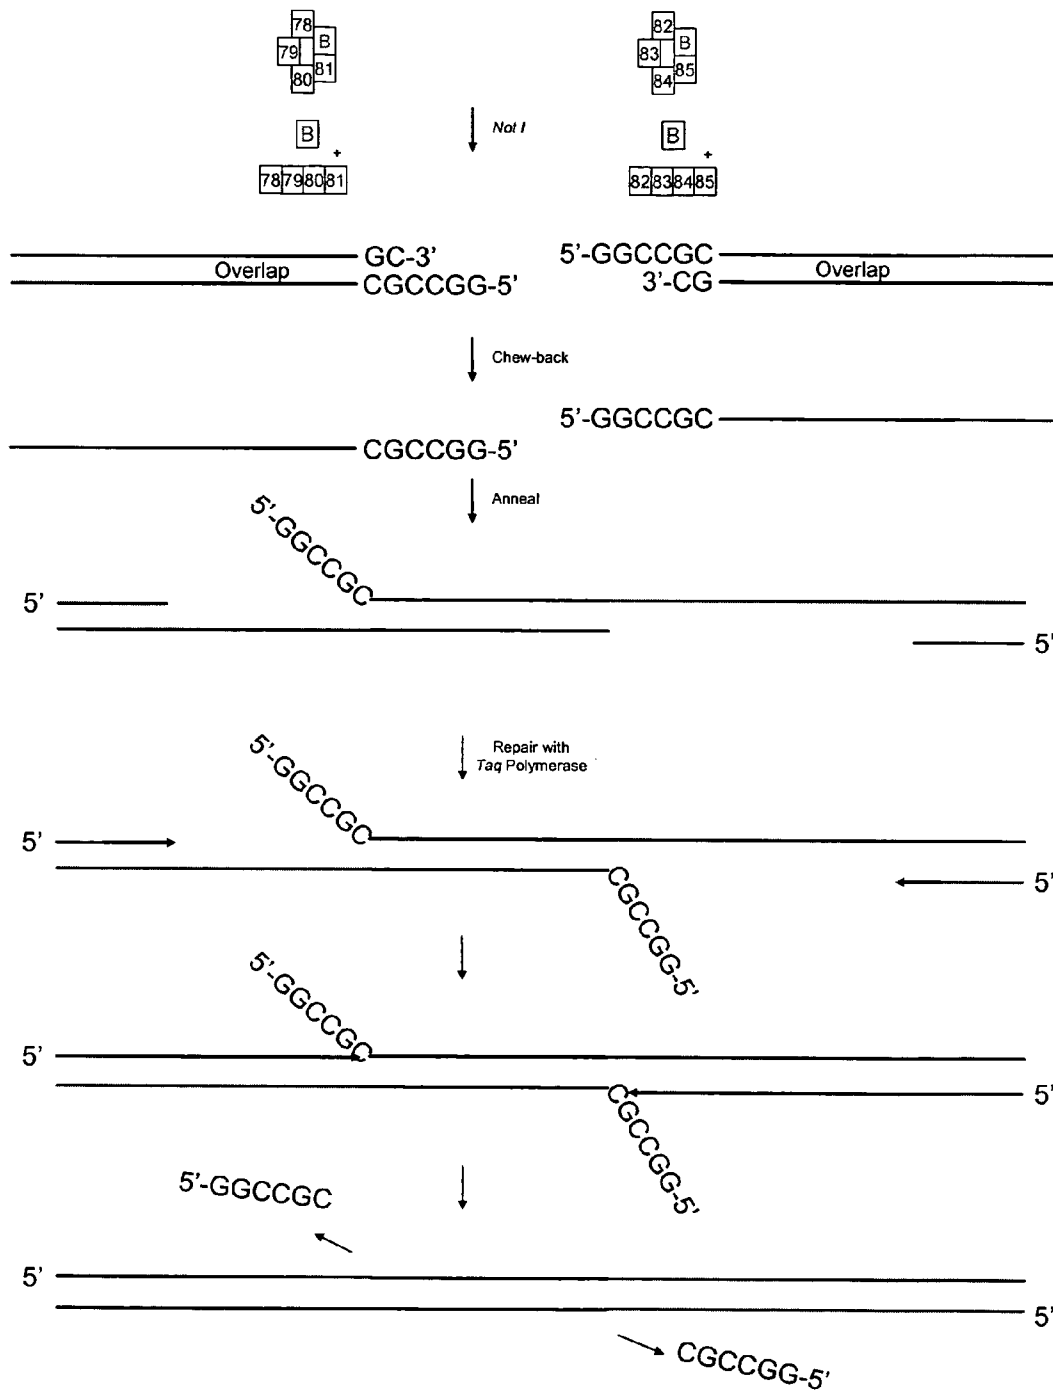 78 82
79 B 83 B
81 85
80 84
Not I
B B
+ +
78 79 80 81 82 83 84 85
GC-3' 5'-GGCCGC
Overlap Overlap
CGCCGG-5' 3'-CG
Chew-back
5'-GGCCGC
CGCCGG-5'
Anneal
5'-GGCCGC
5'
5'
Repair with
Taq Polymerase
5'-GGCCGC
5'
5'
CGCCGG-5'
5'-GGCCGC
5'
5'
CGCCGG-5'
5'-GGCCGC
5'
5'
CGCCGG-5'